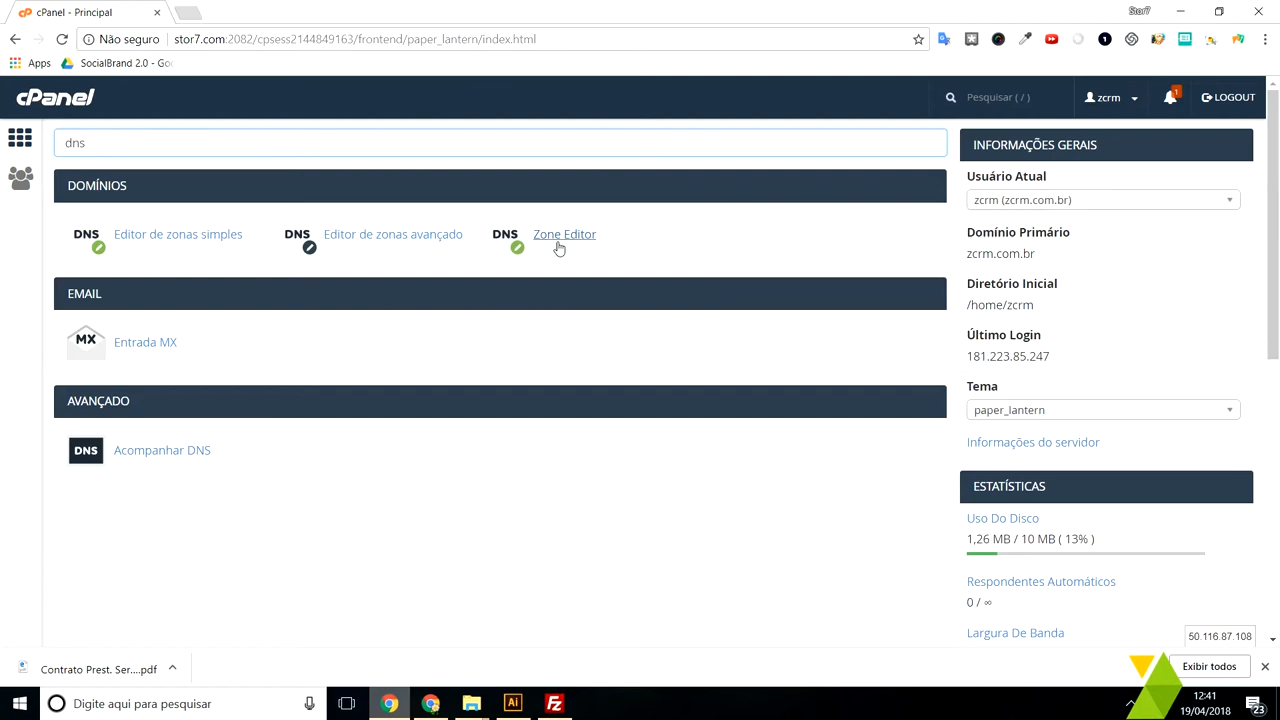 cPanel - Principal
Stor7
Não seguro
stor7.com:2082/cpsess2144849163/frontend/paper_lantern/index.html
Apps
SocialBrand 2.0 - Goo
cPanel
Pesquisar ( / )
zcrm
1
LOGOUT
dns
DOMÍNIOS
DNS
Editor de zonas simples
DNS
Editor de zonas avançado
DNS
Zone Editor
EMAIL
MX
Entrada MX
AVANÇADO
DNS
Acompanhar DNS
INFORMAÇÕES GERAIS
Usuário Atual
zcrm (zcrm.com.br)
Domínio Primário
zcrm.com.br
Diretório Inicial
/home/zcrm
Último Login
181.223.85.247
Tema
paper_lantern
Informações do servidor
ESTATÍSTICAS
Uso Do Disco
1,26 MB / 10 MB ( 13% )
Respondentes Automáticos
0 / ∞
Largura De Banda
50.116.87.108
Contrato Prest. Ser....pdf
Exibir todos
Digite aqui para pesquisar
Ai
Fz
12:41
19/04/2018
23